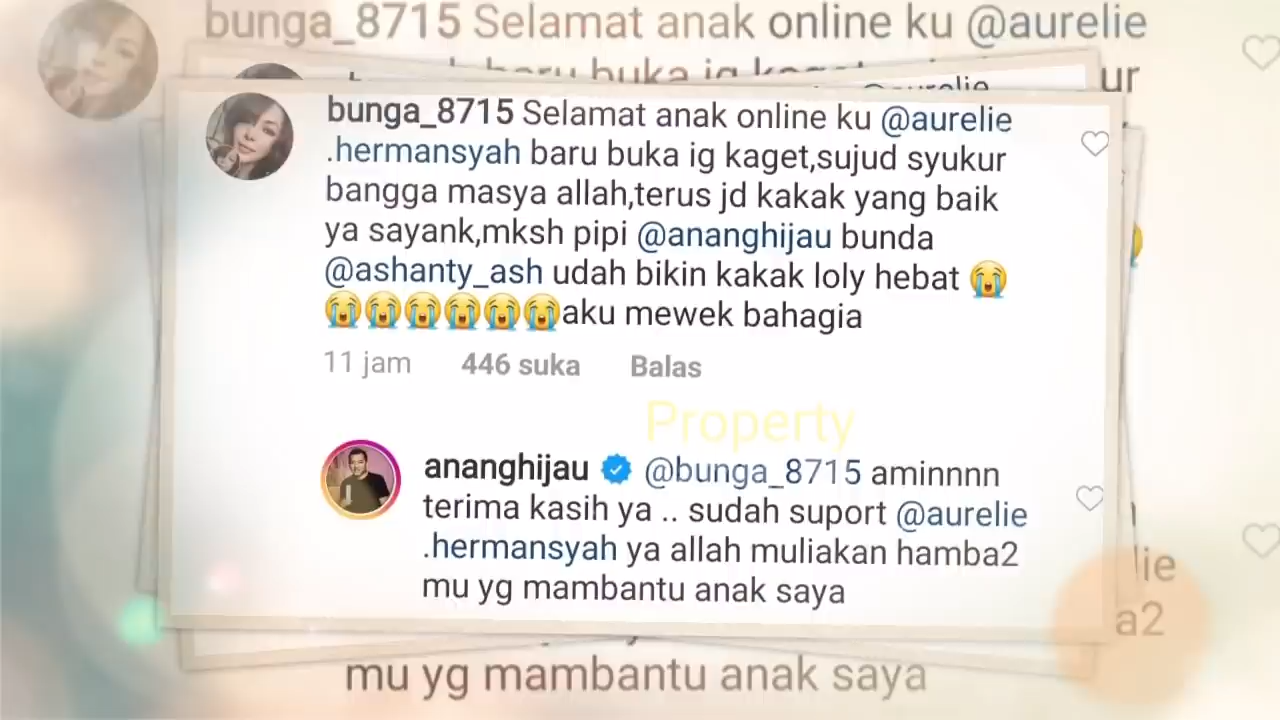 bunga_8715 Selamat anak online ku @aurelie
bunga_8715 Selamat anak online ku @aurelie
.hermansyah baru buka ig kaget,sujud syukur
bangga masya allah,terus jd kakak yang baik
ya sayank,mksh pipi @ananghijau bunda
@ashanty_ash udah bikin kakak loly hebat 😭
😭😭😭😭😭😭aku mewek bahagia
11 jam 446 suka Balas
Property
ananghijau @bunga_8715 aminnnn
terima kasih ya .. sudah suport @aurelie
.hermansyah ya allah muliakan hamba2
mu yg mambantu anak saya
lie
a2
mu yg mambantu anak saya